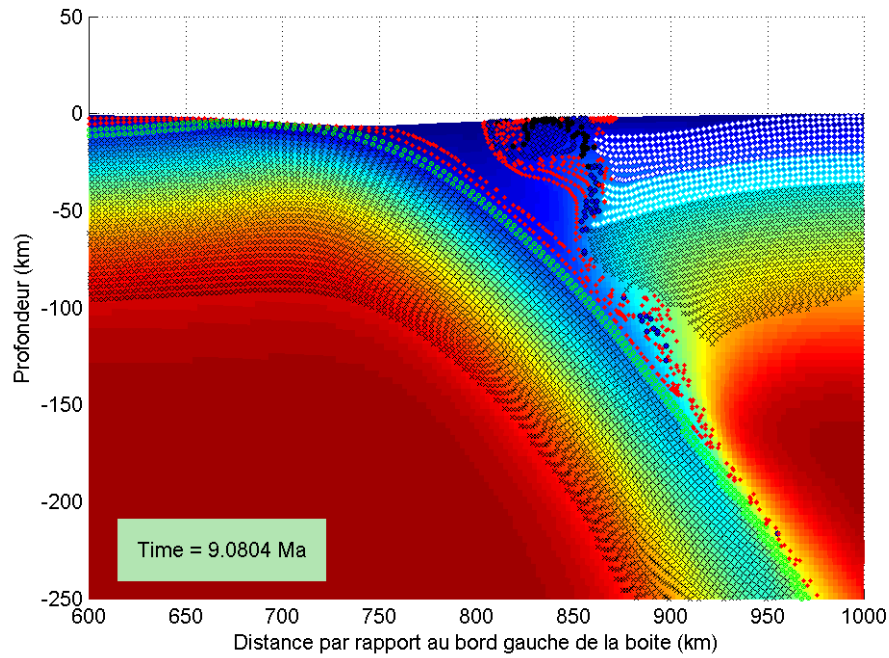 50
0
-50
-100
-150
-200
-250
Profondeur (km)
Time = 9.0804 Ma
600 650 700 750 800 850 900 950 1000
Distance par rapport au bord gauche de la boite (km)